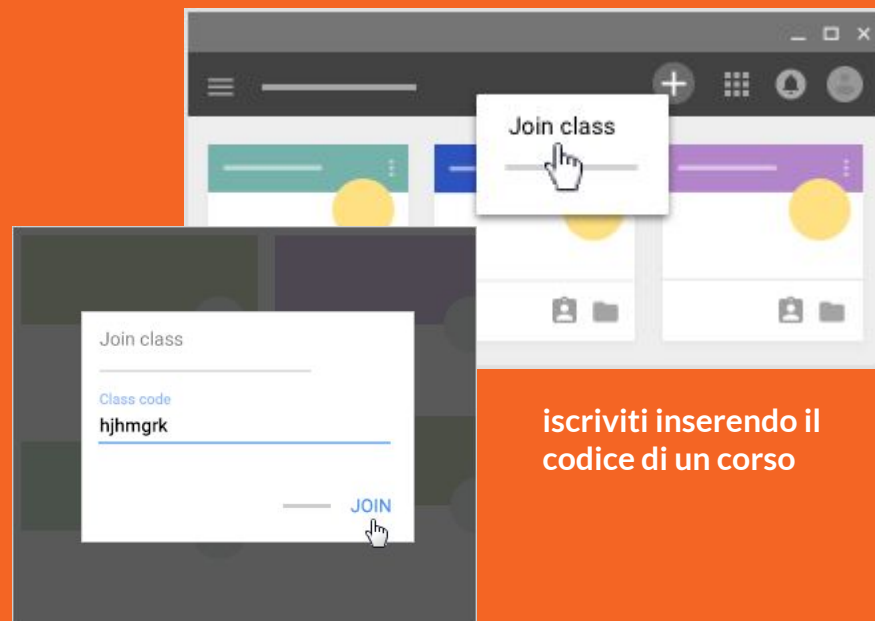 Join class
Join class
Class code
hjhmgrk
JOIN
iscriviti inserendo il
codice di un corso